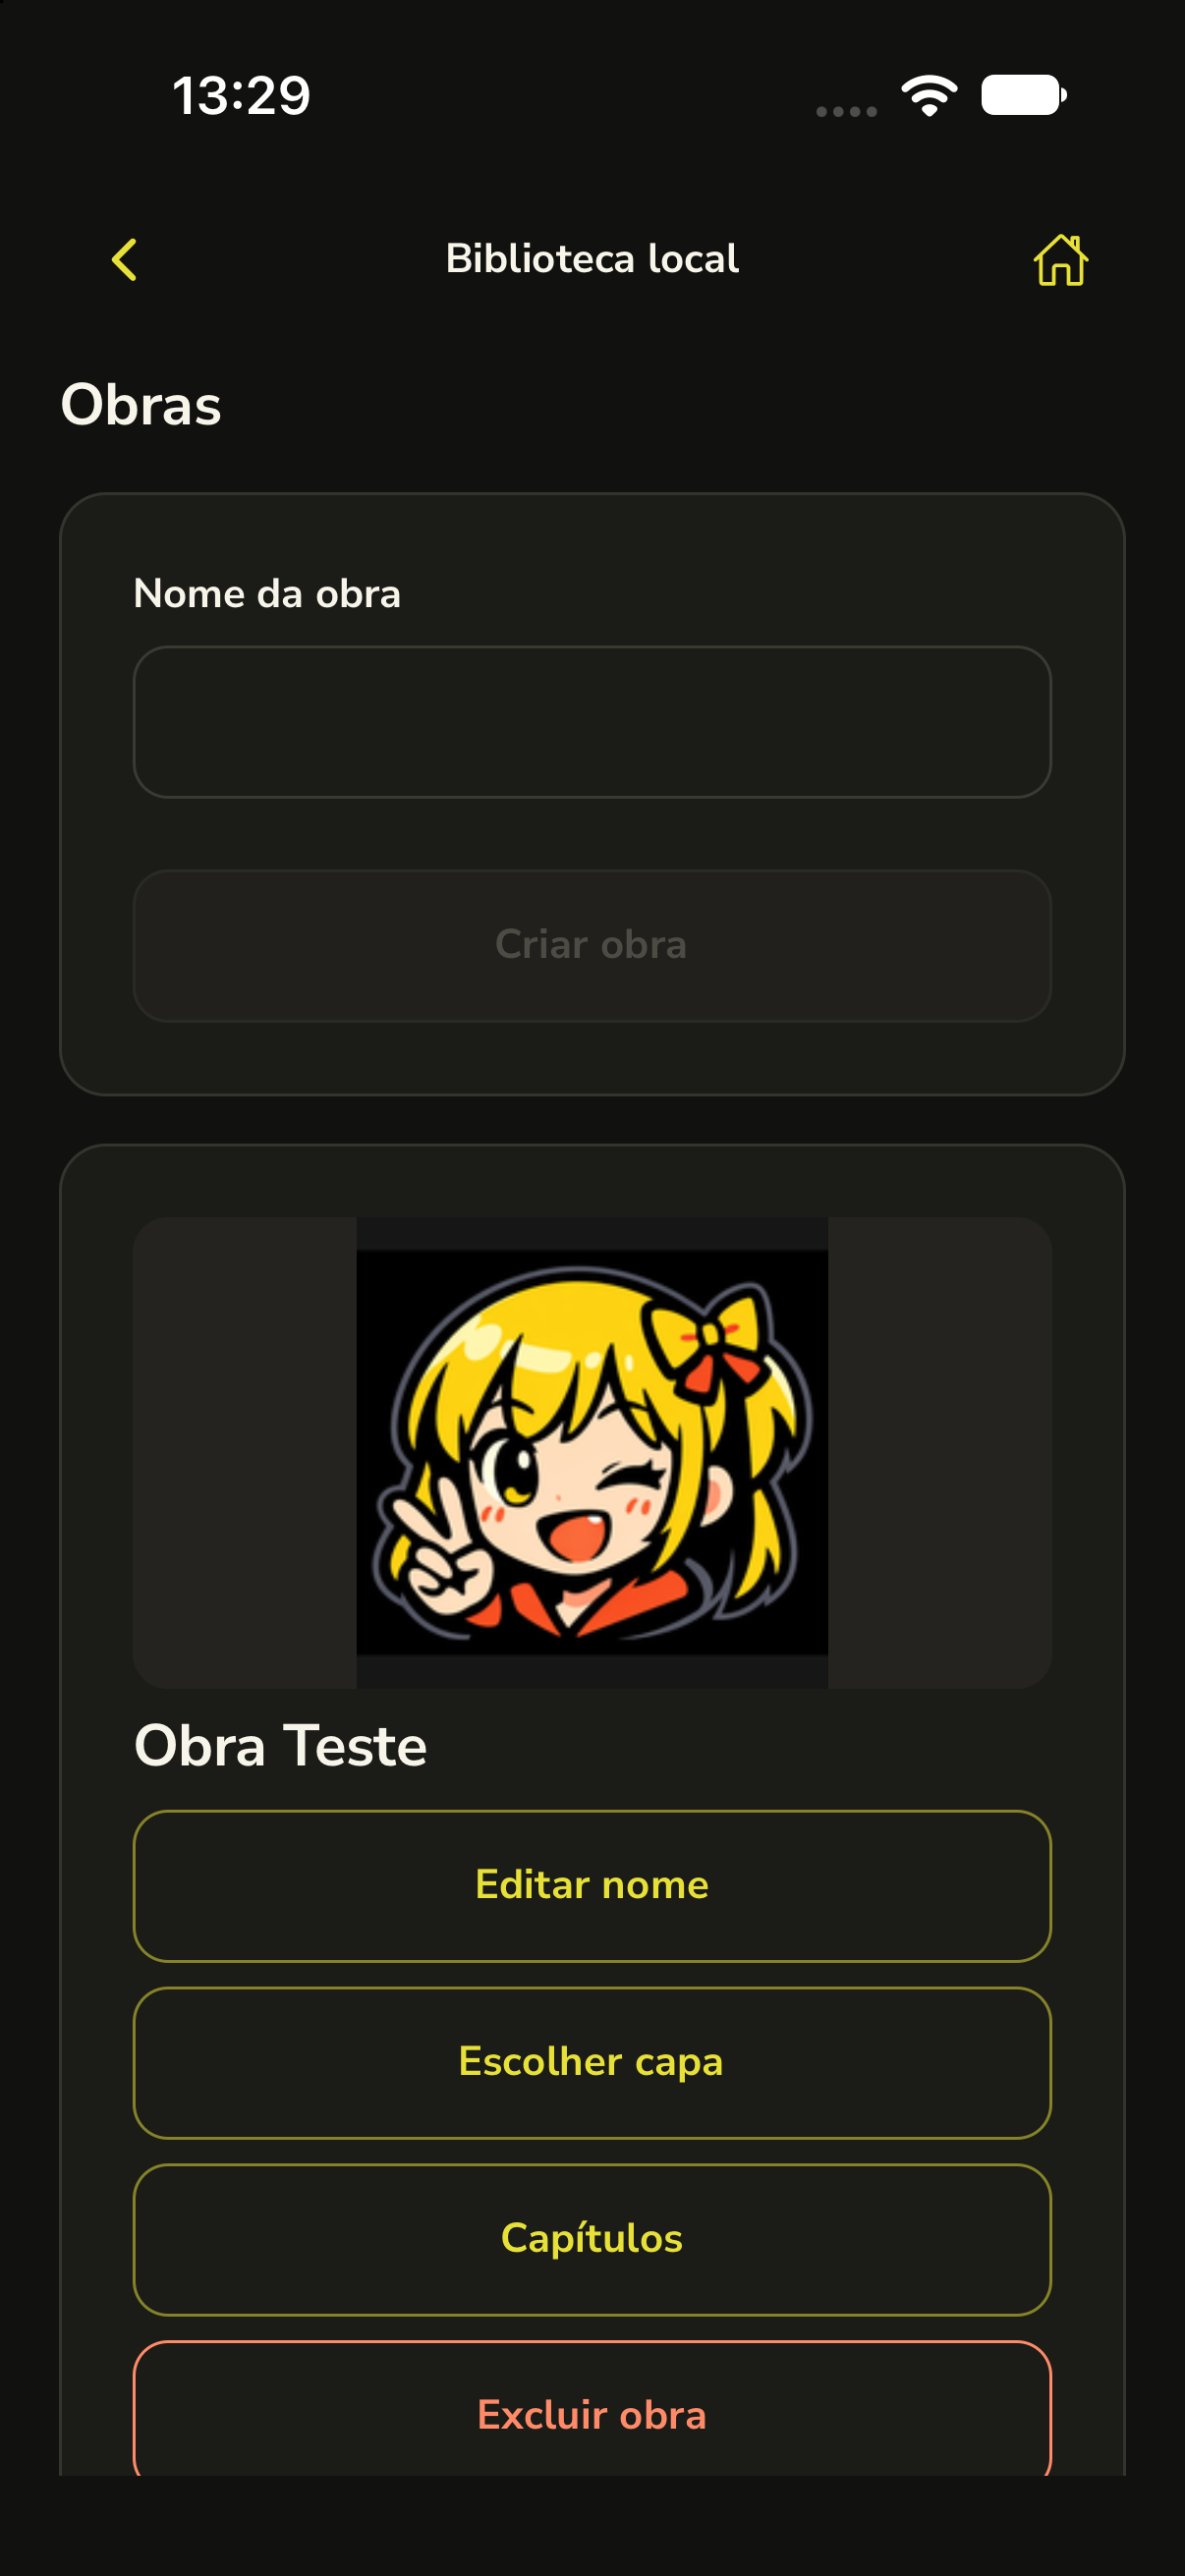 13:29
Biblioteca local
Obras
Nome da obra
Criar obra
Obra Teste
Editar nome
Escolher capa
Capítulos
Excluir obra